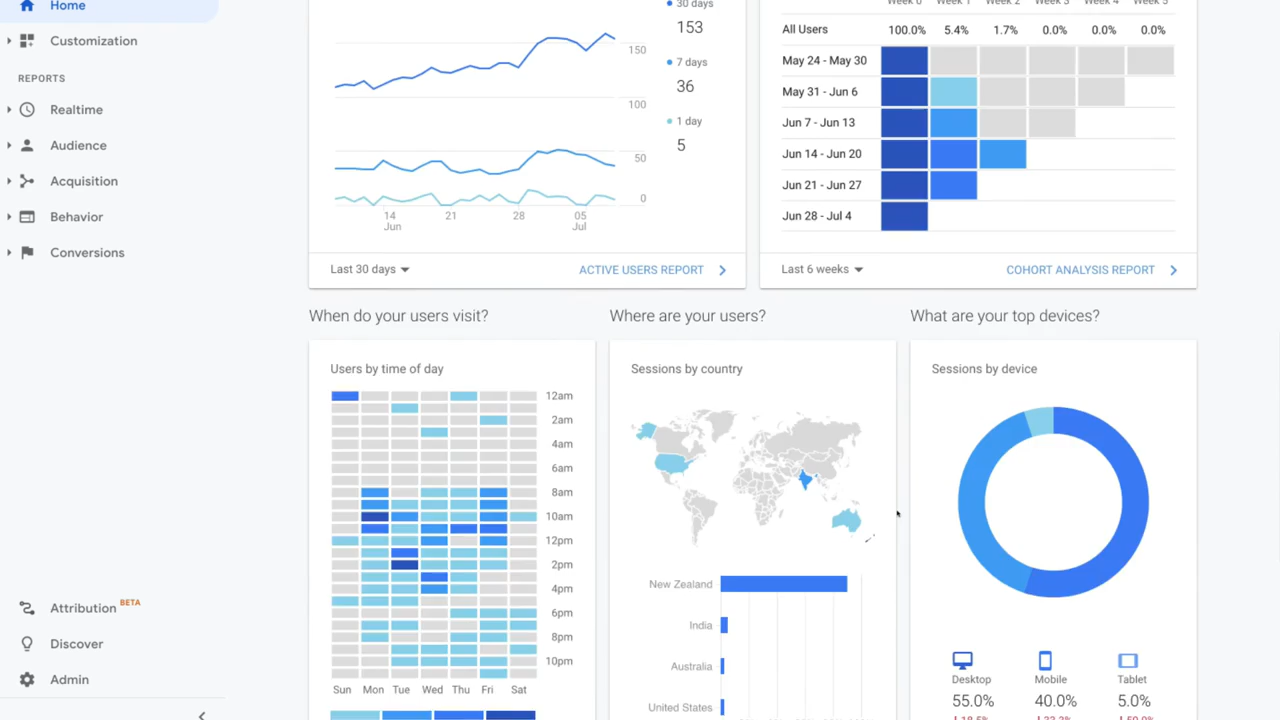 Home
Customization
REPORTS
Realtime
Audience
Acquisition
Behavior
Conversions
Attribution BETA
Discover
Admin
30 days
153
7 days
36
1 day
5
150
100
50
0
14 21 28 05
Jun Jul
Last 30 days
ACTIVE USERS REPORT
Week 0 Week 1 Week 2 Week 3 Week 4 Week 5
All Users 100.0% 5.4% 1.7% 0.0% 0.0% 0.0%
May 24 - May 30
May 31 - Jun 6
Jun 7 - Jun 13
Jun 14 - Jun 20
Jun 21 - Jun 27
Jun 28 - Jul 4
Last 6 weeks
COHORT ANALYSIS REPORT
When do your users visit?
Users by time of day
12am
2am
4am
6am
8am
10am
12pm
2pm
4pm
6pm
8pm
10pm
Sun Mon Tue Wed Thu Fri Sat
Where are your users?
Sessions by country
New Zealand
India
Australia
United States
What are your top devices?
Sessions by device
Desktop Mobile Tablet
55.0% 40.0% 5.0%